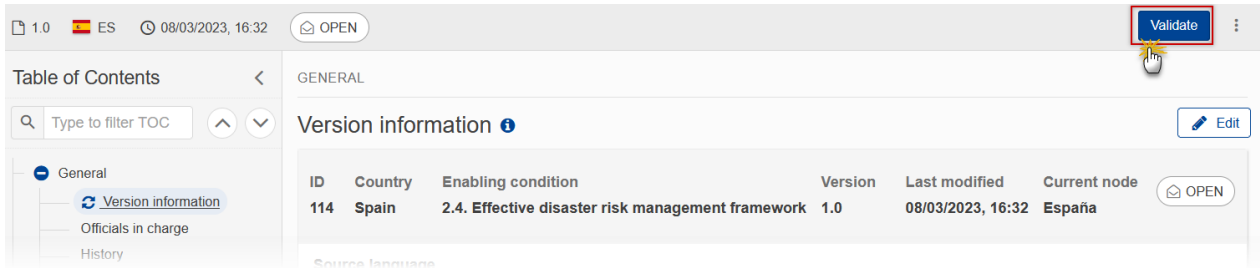 1.0 ES 08/03/2023, 16:32 OPEN Validate
Table of Contents
GENERAL
Type to filter TOC
Version information
Edit
General
Version information
Officials in charge
History
ID Country Enabling condition Version Last modified Current node
114 Spain 2.4. Effective disaster risk management framework 1.0 08/03/2023, 16:32 España
OPEN
Source language